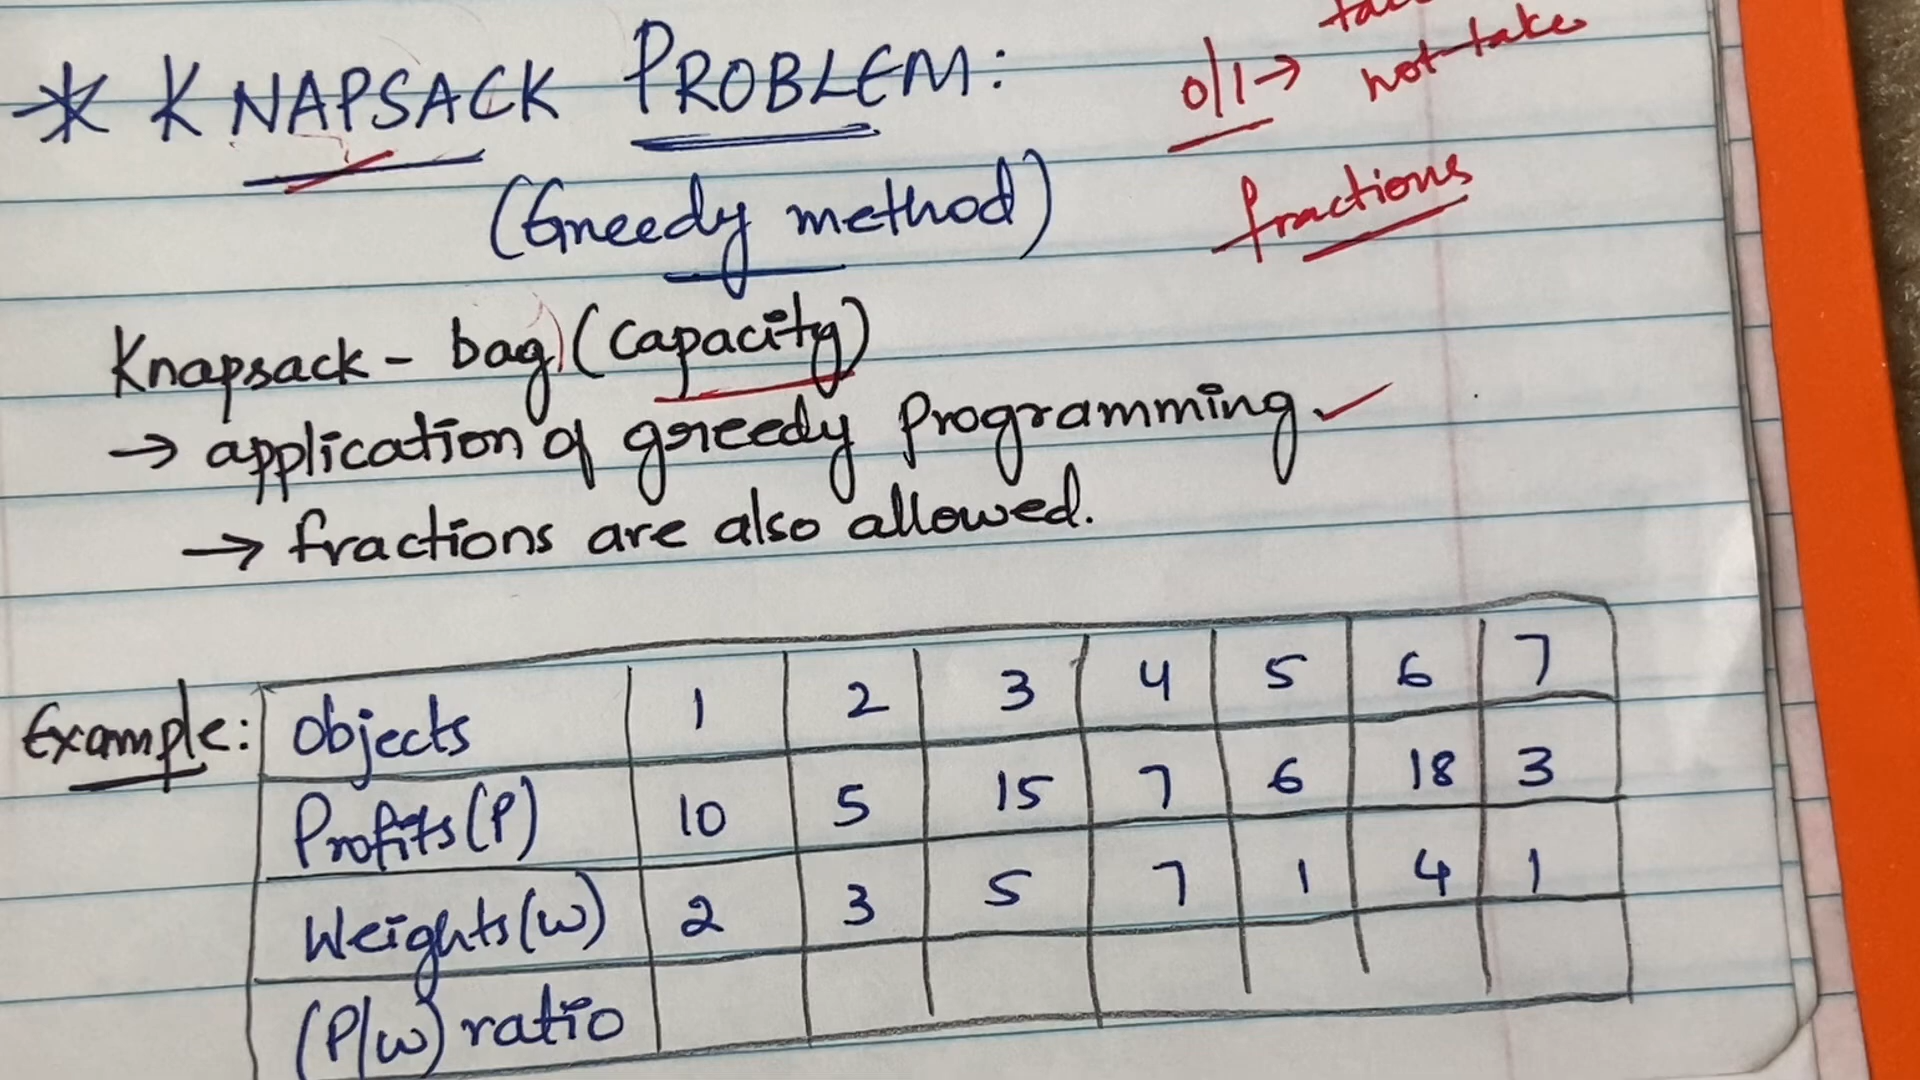 * KNAPSACK PROBLEM:
0/1→
not take
(Greedy method)
fractions
Knapsack - bag (capacity)
→ application of greedy programming.
→ fractions are also allowed.
Example:
Objects 1 2 3 4 5 6 7
Profits(P) 10 5 15 7 6 18 3
Weights(w) 2 3 5 7 1 4 1
(P/w) ratio